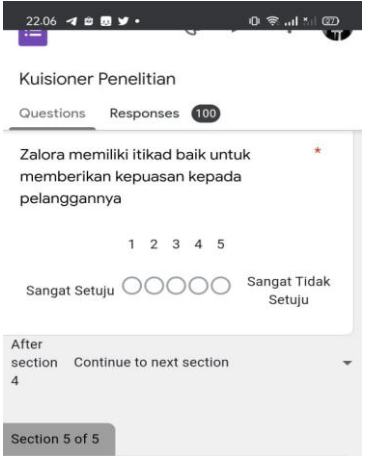 22.06
Kuisioner Penelitian
Questions Responses 100
Zalora memiliki itikad baik untuk *
memberikan kepuasan kepada
pelanggannya
1 2 3 4 5
Sangat Setuju Sangat Tidak
Setuju
After
section Continue to next section
4
Section 5 of 5